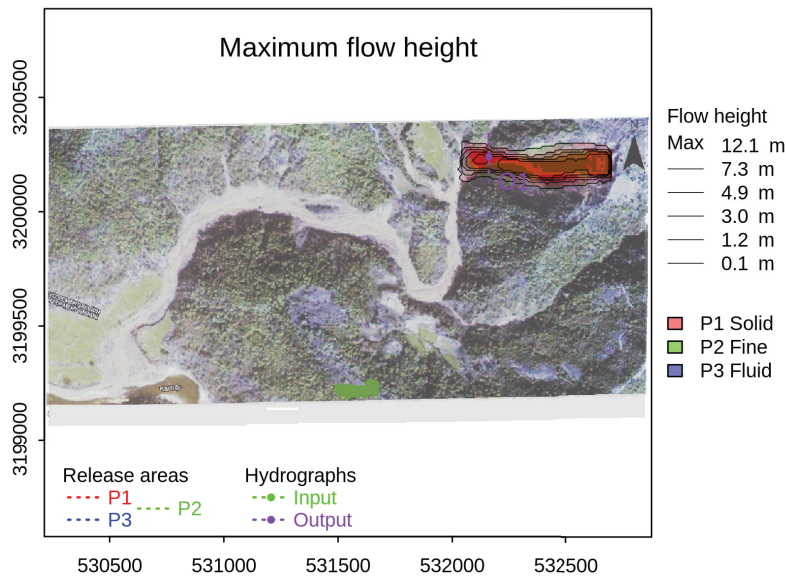 Maximum flow height
3200500
3200000
3199500
3199000
N
O1
Release areas
P1
P2
P3
Hydrographs
Input
Output
530500
531000
531500
532000
532500
Flow height
Max 12.1 m
7.3 m
4.9 m
3.0 m
1.2 m
0.1 m
P1 Solid
P2 Fine
P3 Fluid